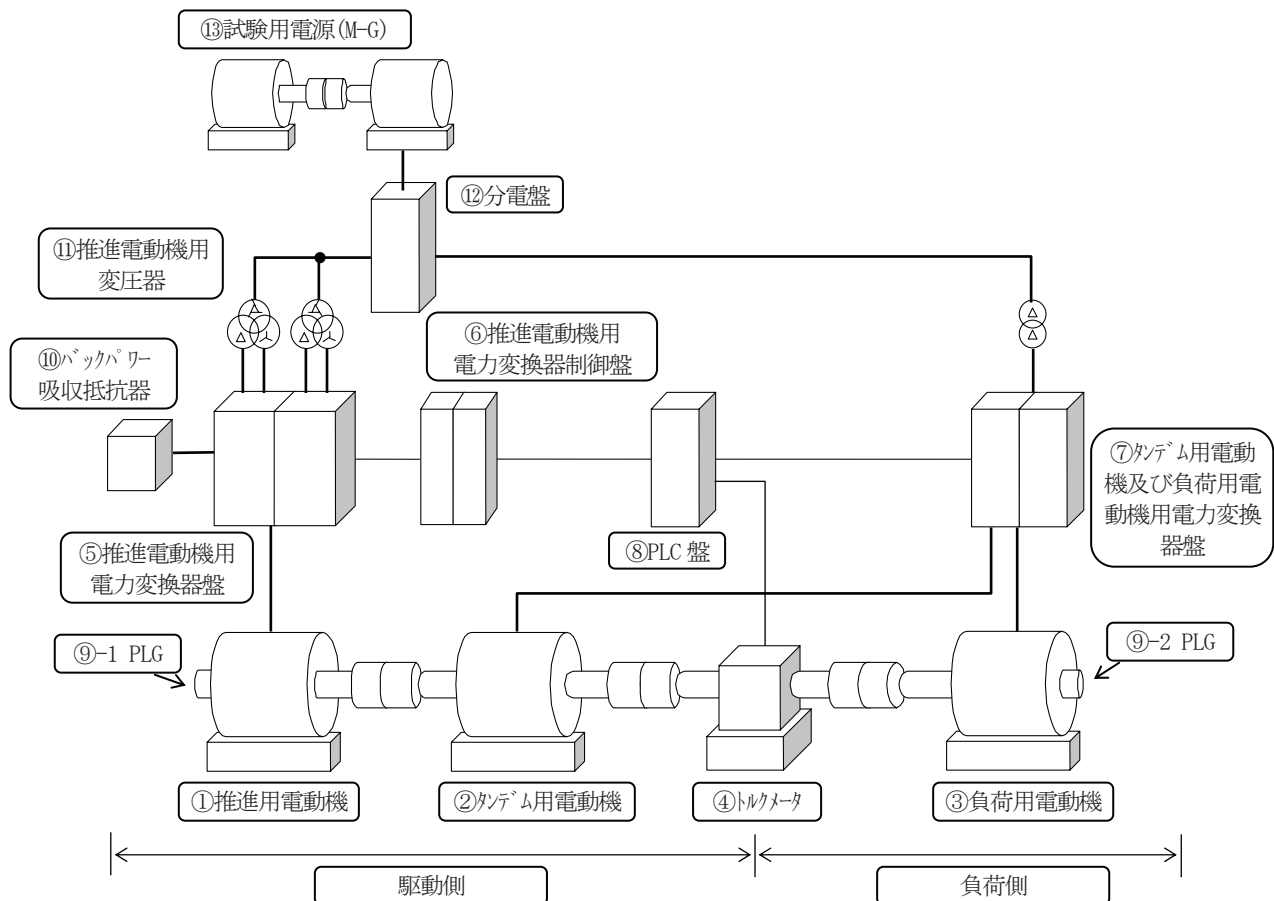 ⑬試験用電源(M-G)
⑫分電盤
⑪推進電動機用
変圧器
⑥推進電動機用
電力変換器制御盤
⑩ﾊﾞｯｸﾊﾟﾜｰ
吸収抵抗器
⑦ﾀﾝﾃﾞﾑ用電動
機及び負荷用電
動機用電力変換
器盤
⑤推進電動機用
電力変換器盤
⑧PLC 盤
⑨-1 PLG
⑨-2 PLG
①推進用電動機
②ﾀﾝﾃﾞﾑ用電動機
④ﾄﾙｸﾒｰﾀ
③負荷用電動機
駆動側
負荷側